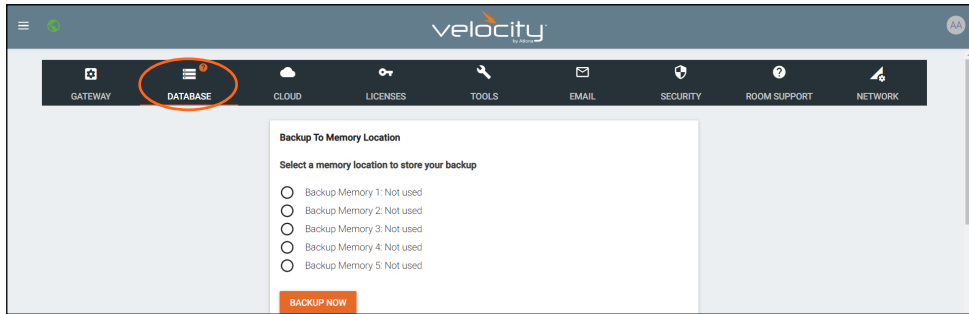 velocity
by Atlona
AA
?
GATEWAY DATABASE CLOUD LICENSES TOOLS EMAIL SECURITY ROOM SUPPORT NETWORK
Backup To Memory Location
Select a memory location to store your backup
Backup Memory 1: Not used
Backup Memory 2: Not used
Backup Memory 3: Not used
Backup Memory 4: Not used
Backup Memory 5: Not used
BACKUP NOW